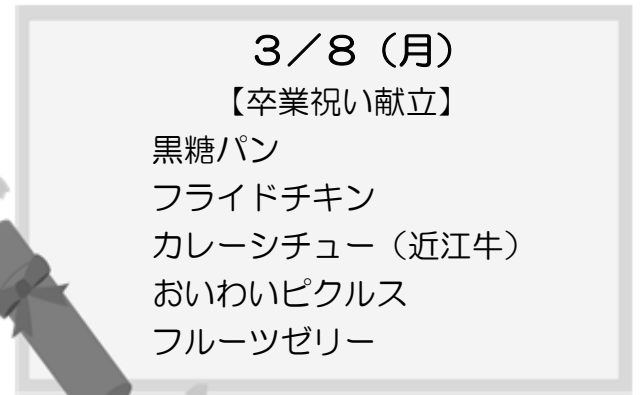 ３／８（月）
【卒業祝い献立】
黒糖パン
フライドチキン
カレーシチュー（近江牛）
おいわいピクルス
フルーツゼリー